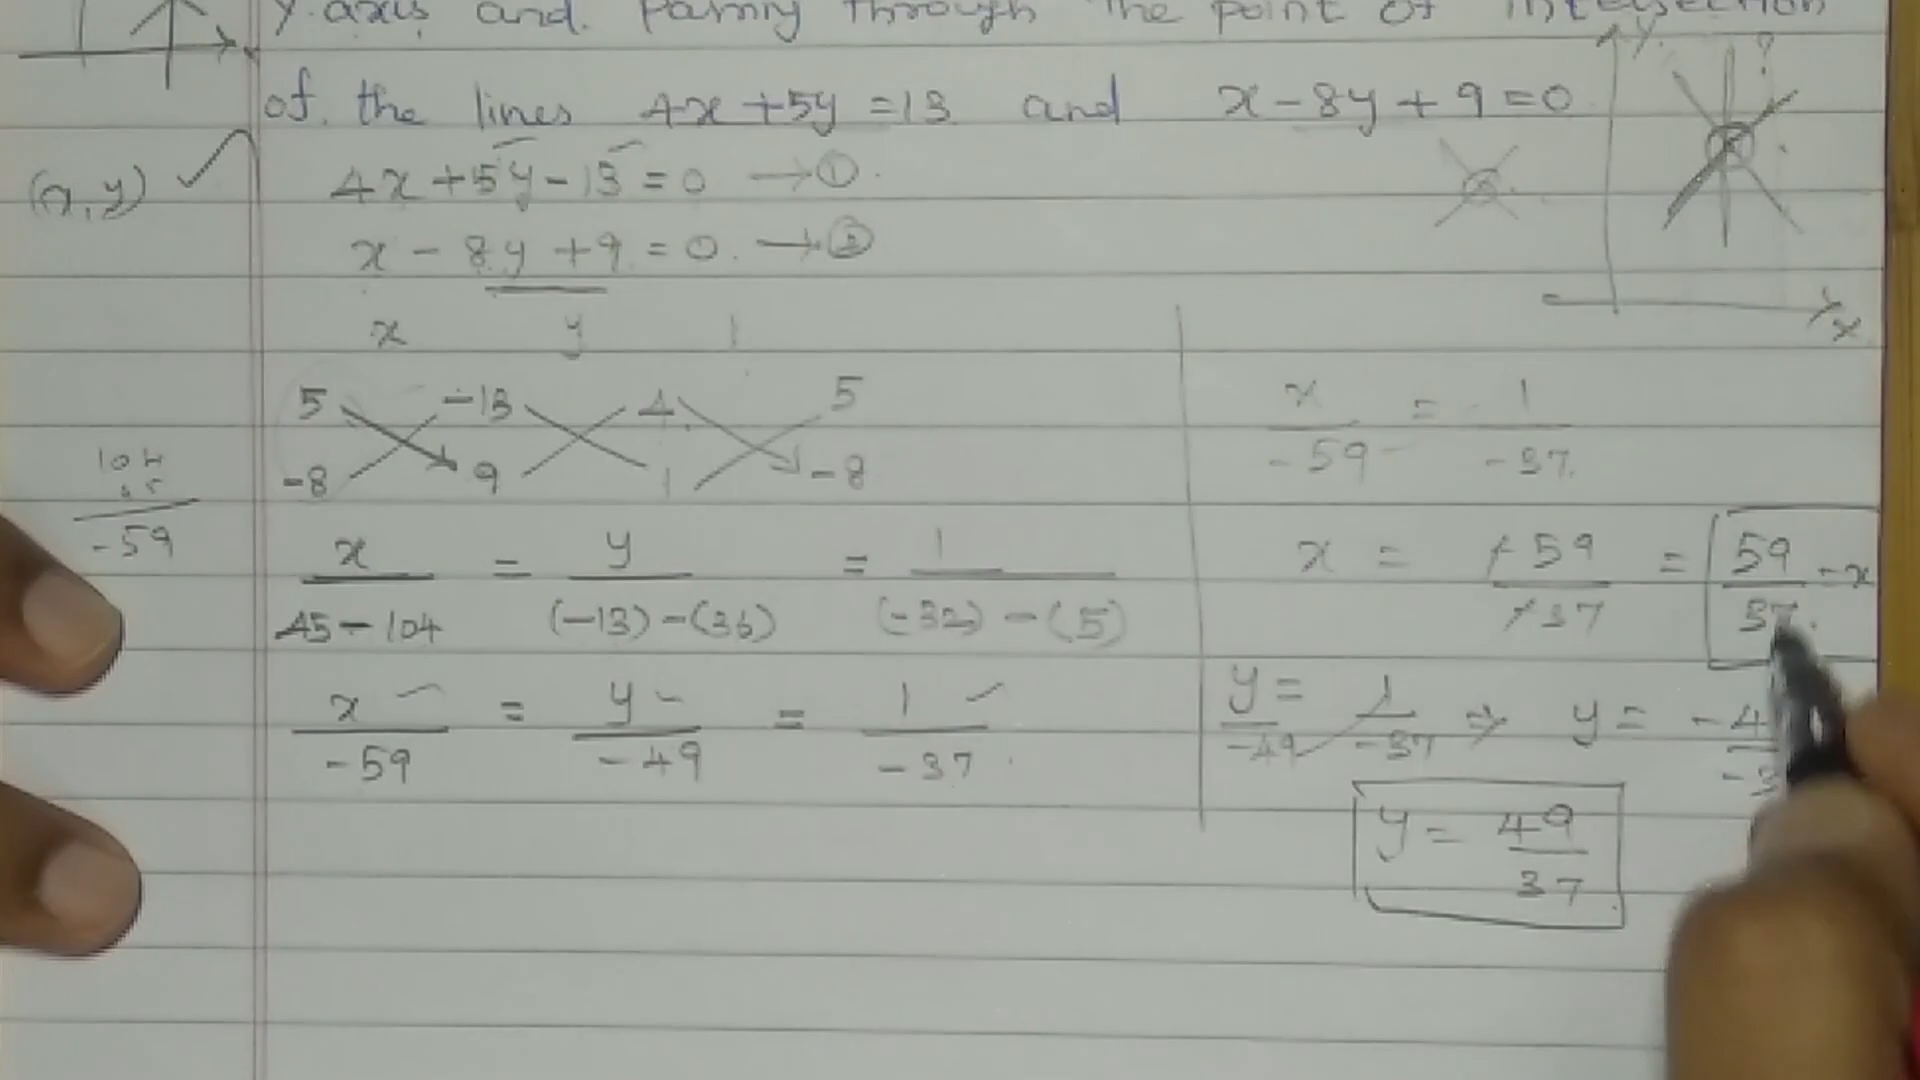 y.axis and. Passing through the point of intersection
of. the lines 4x+5y=13 and x-8y+9=0
(x,y) ✓
4x+5y-13=0 →①.
x-8y+9=0. →②
x y 1
5 -13 4 5
-8 9 1 -8
104
45
-59
x/45-104 = y/(-13)-(36) = 1/(-32)-(5)
x/-59 = y/-49 = 1/-37.
y.
?
x
x/-59 = 1/-37.
x = -59/-37 = 59/37. -x
y/-49 = 1/-37 ⇒ y = -4
y = 49/37